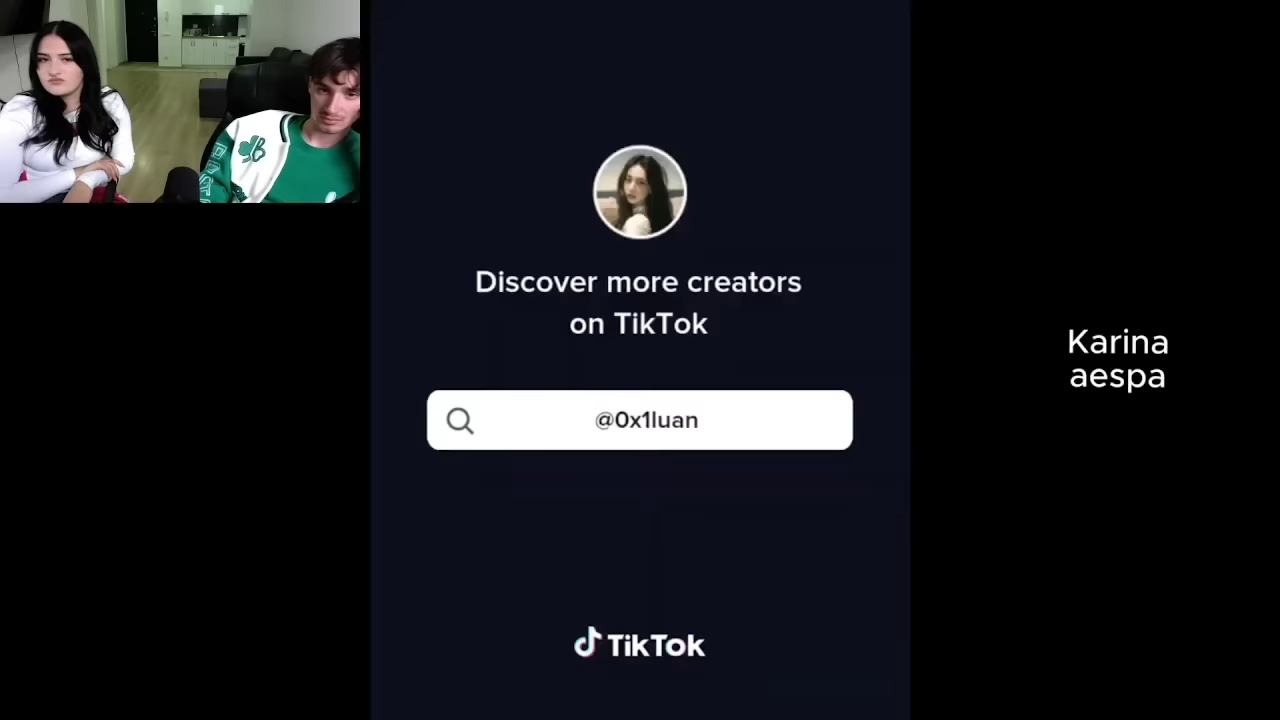 Discover more creators
on TikTok
@0x1luan
TikTok
Karina
aespa